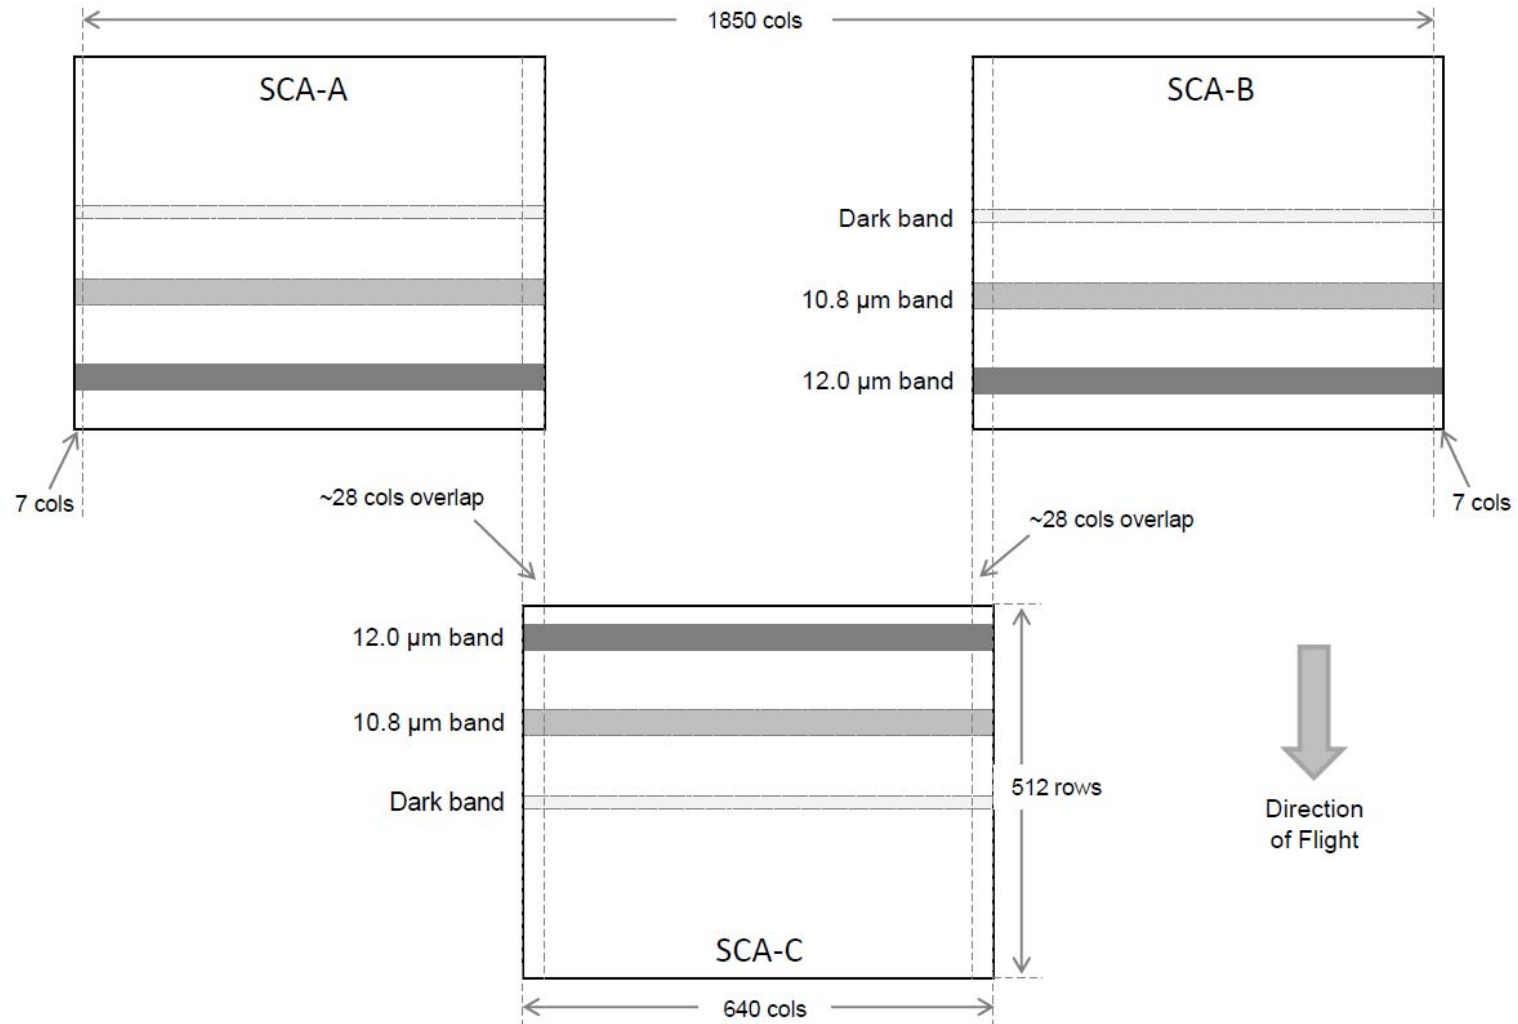 1850 cols
SCA-A
SCA-B
Dark band
10.8 µm band
12.0 µm band
7 cols
~28 cols overlap
~28 cols overlap
7 cols
12.0 µm band
10.8 µm band
Dark band
512 rows
Direction
of Flight
SCA-C
640 cols